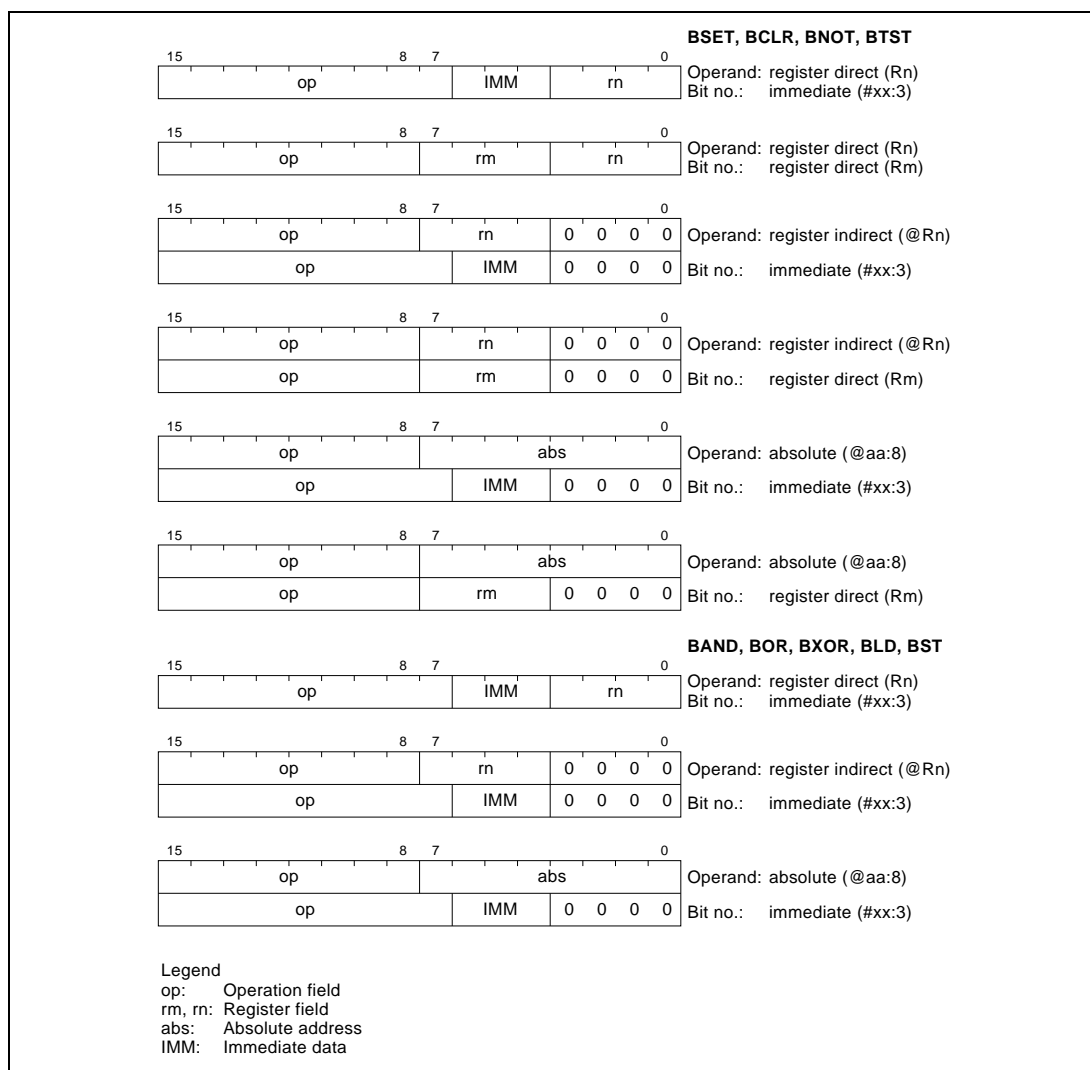 BSET, BCLR, BNOT, BTST
15 8 7 0
op IMM rn
Operand: register direct (Rn)
Bit no.: immediate (#xx:3)
15 8 7 0
op rm rn
Operand: register direct (Rn)
Bit no.: register direct (Rm)
15 8 7 0
op rn 0 0 0 0 Operand: register indirect (@Rn)
op IMM 0 0 0 0 Bit no.: immediate (#xx:3)
15 8 7 0
op rn 0 0 0 0 Operand: register indirect (@Rn)
op rm 0 0 0 0 Bit no.: register direct (Rm)
15 8 7 0
op abs Operand: absolute (@aa:8)
op IMM 0 0 0 0 Bit no.: immediate (#xx:3)
15 8 7 0
op abs Operand: absolute (@aa:8)
op rm 0 0 0 0 Bit no.: register direct (Rm)
BAND, BOR, BXOR, BLD, BST
15 8 7 0
op IMM rn
Operand: register direct (Rn)
Bit no.: immediate (#xx:3)
15 8 7 0
op rn 0 0 0 0 Operand: register indirect (@Rn)
op IMM 0 0 0 0 Bit no.: immediate (#xx:3)
15 8 7 0
op abs Operand: absolute (@aa:8)
op IMM 0 0 0 0 Bit no.: immediate (#xx:3)
Legend
op: Operation field
rm, rn: Register field
abs: Absolute address
IMM: Immediate data